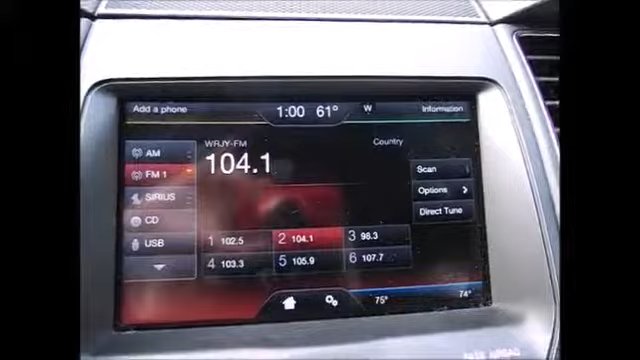 Add a phone 1:00 61° W Information
WRJY-FM Country
104.1
AM
FM 1
SIRIUS
CD
USB
Scan
Options
Direct Tune
1 102.5 2 104.1 3 98.3
4 103.3 5 105.9 6 107.7
75° 74°